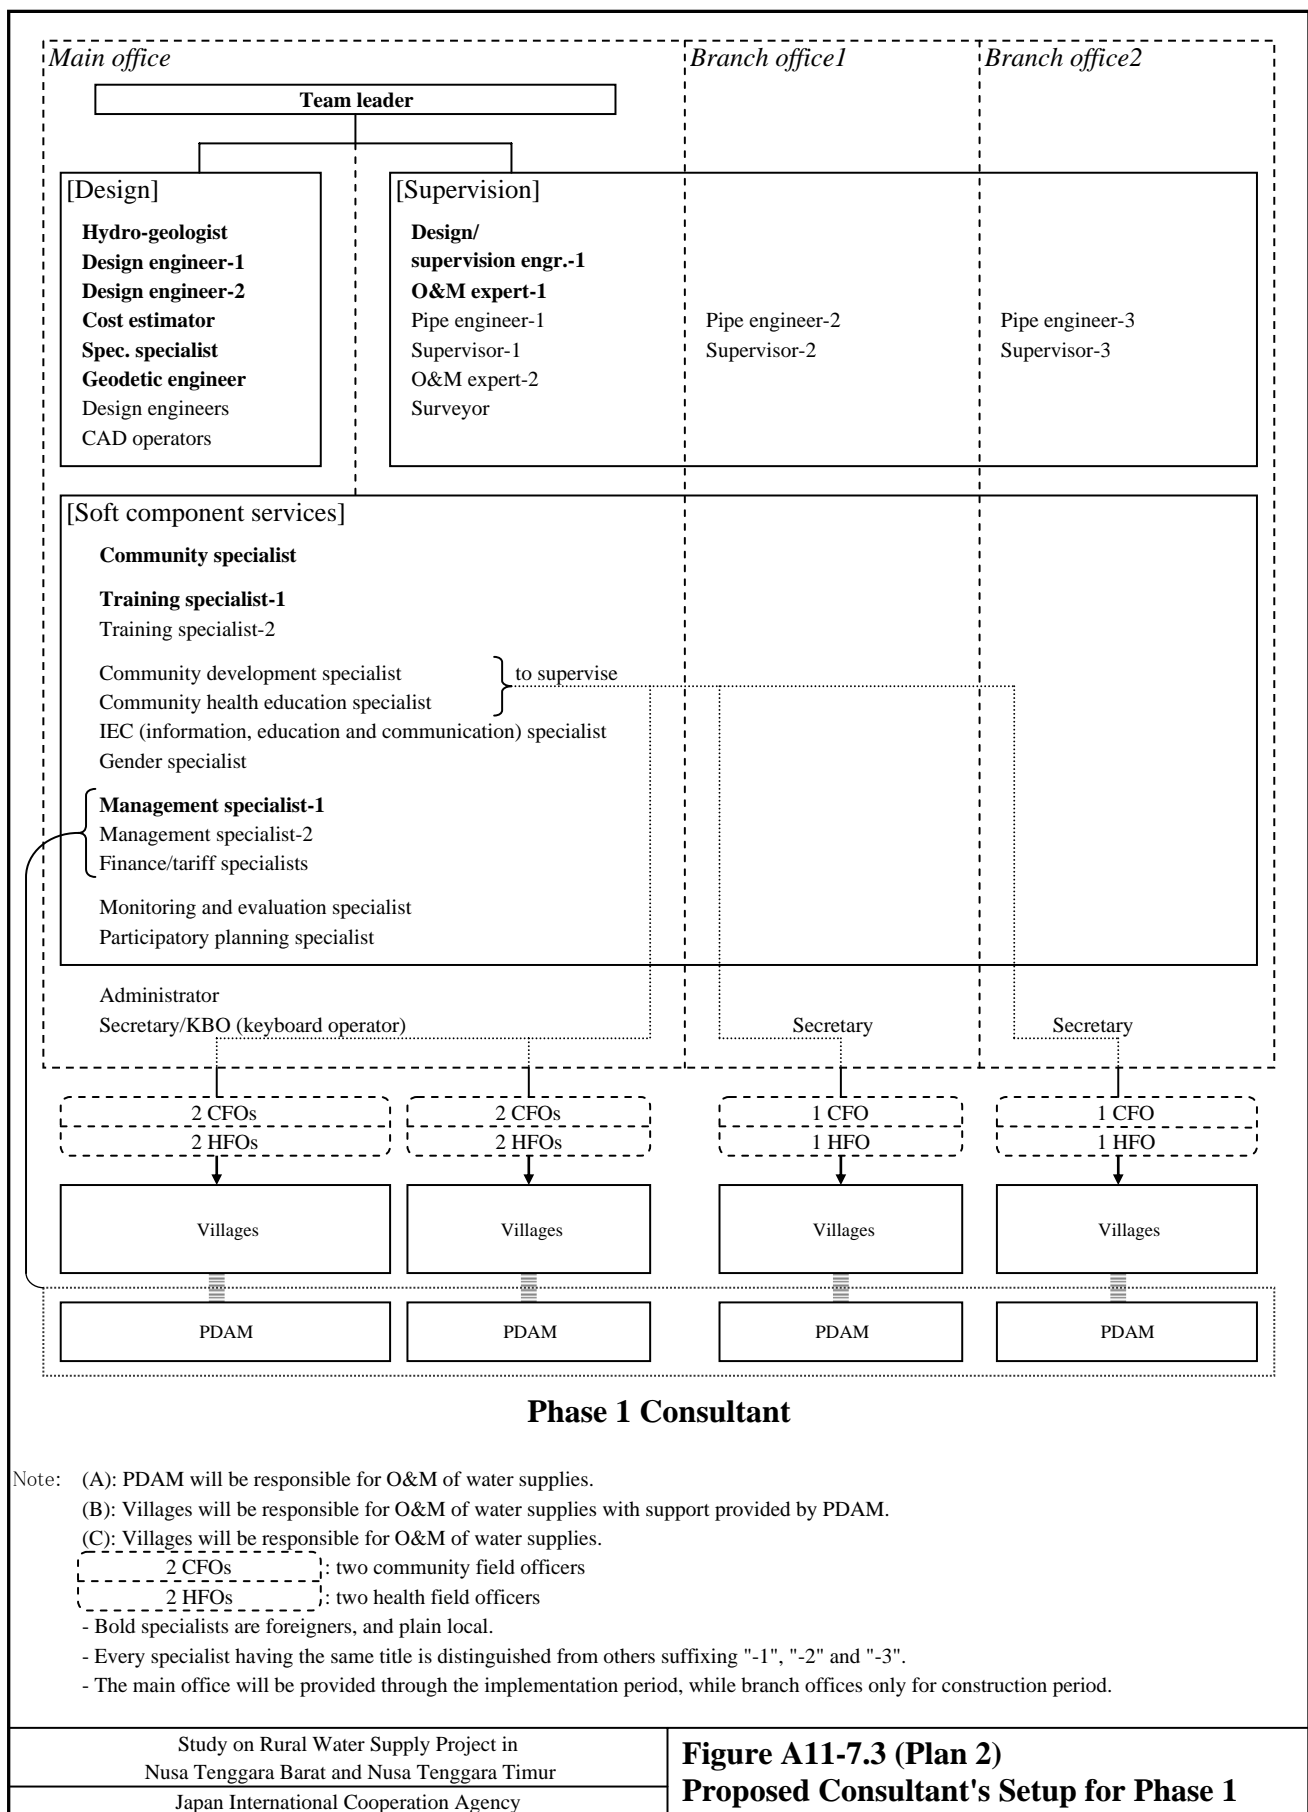 Main office
Branch office1
Branch office2
Team leader
[Design]
Hydro-geologist
Design engineer-1
Design engineer-2
Cost estimator
Spec. specialist
Geodetic engineer
Design engineers
CAD operators
[Supervision]
Design/
supervision engr.-1
O&M expert-1
Pipe engineer-1
Supervisor-1
O&M expert-2
Surveyor
Pipe engineer-2
Supervisor-2
Pipe engineer-3
Supervisor-3
[Soft component services]
Community specialist
Training specialist-1
Training specialist-2
Community development specialist
Community health education specialist
to supervise
IEC (information, education and communication) specialist
Gender specialist
Management specialist-1
Management specialist-2
Finance/tariff specialists
Monitoring and evaluation specialist
Participatory planning specialist
Administrator
Secretary/KBO (keyboard operator)
Secretary
Secretary
2 CFOs
2 HFOs
2 CFOs
2 HFOs
1 CFO
1 HFO
1 CFO
1 HFO
Villages
Villages
Villages
Villages
PDAM
PDAM
PDAM
PDAM
Phase 1 Consultant
Note: (A): PDAM will be responsible for O&M of water supplies.
(B): Villages will be responsible for O&M of water supplies with support provided by PDAM.
(C): Villages will be responsible for O&M of water supplies.
2 CFOs : two community field officers
2 HFOs : two health field officers
- Bold specialists are foreigners, and plain local.
- Every specialist having the same title is distinguished from others suffixing "-1", "-2" and "-3".
- The main office will be provided through the implementation period, while branch offices only for construction period.
Study on Rural Water Supply Project in
Nusa Tenggara Barat and Nusa Tenggara Timur
Japan International Cooperation Agency
Figure A11-7.3 (Plan 2)
Proposed Consultant's Setup for Phase 1